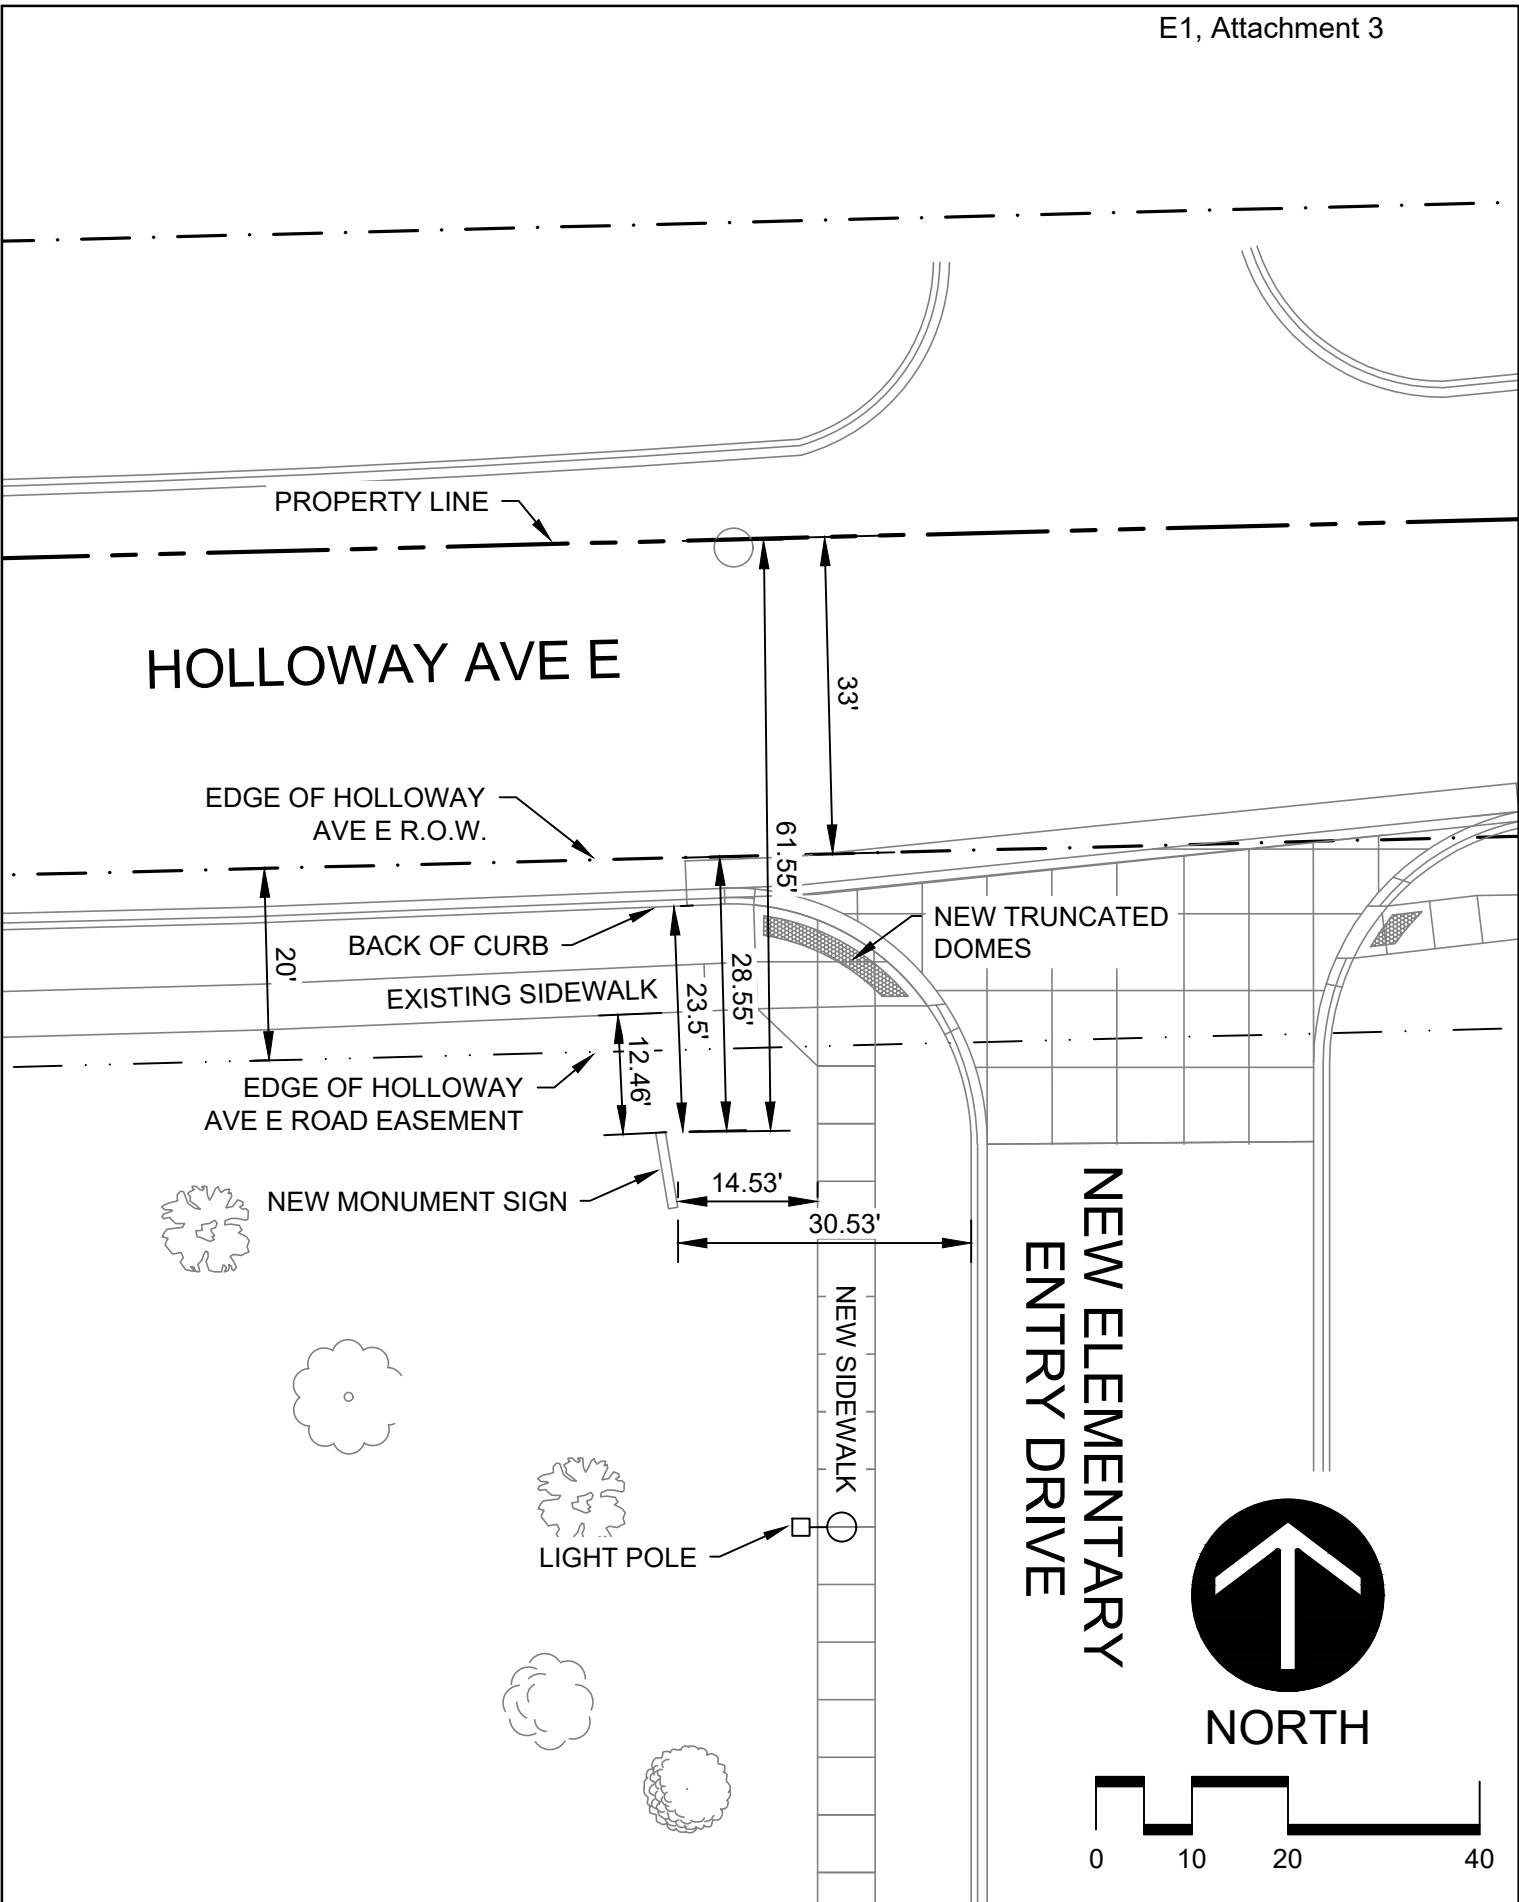 E1, Attachment 3
PROPERTY LINE
HOLLOWAY AVE E
33'
EDGE OF HOLLOWAY
AVE E R.O.W.
61.55'
BACK OF CURB
NEW TRUNCATED
DOMES
20'
EXISTING SIDEWALK
23.5'
28.55'
12.46'
EDGE OF HOLLOWAY
AVE E ROAD EASEMENT
NEW MONUMENT SIGN
14.53'
30.53'
NEW SIDEWALK
NEW ELEMENTARY
ENTRY DRIVE
LIGHT POLE
NORTH
0 10 20 40